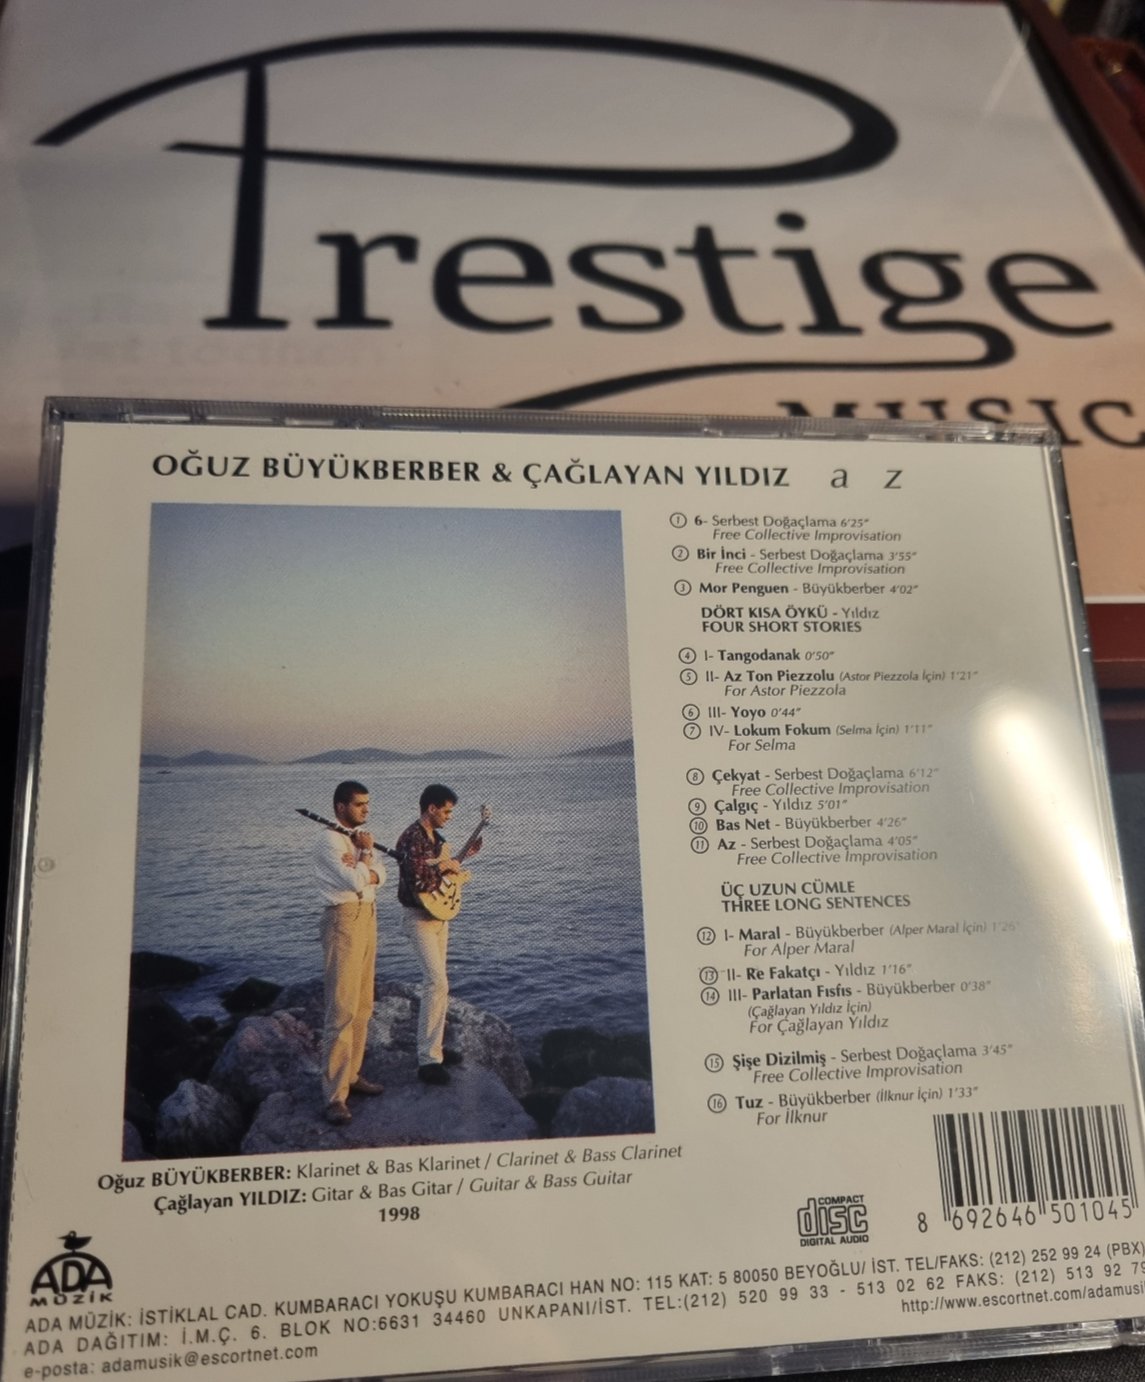 Prestige
MUSIC
OĞUZ BÜYÜKBERBER & ÇAĞLAYAN YILDIZ a z
1 6- Serbest Doğaçlama 6'25"
Free Collective Improvisation
2 Bir İnci - Serbest Doğaçlama 3'55"
Free Collective Improvisation
3 Mor Penguen - Büyükberber 4'02"
DÖRT KISA ÖYKÜ - Yıldız
FOUR SHORT STORIES
4 I- Tangodanak 0'50"
5 II- Az Ton Piezzolu (Astor Piezzola İçin) 1'21"
For Astor Piezzola
6 III- Yoyo 0'44"
7 IV- Lokum Fokum (Selma İçin) 1'11"
For Selma
8 Çekyat - Serbest Doğaçlama 6'12"
Free Collective Improvisation
9 Çalgıç - Yıldız 5'01"
10 Bas Net - Büyükberber 4'26"
11 Az - Serbest Doğaçlama 4'05"
Free Collective Improvisation
ÜÇ UZUN CÜMLE
THREE LONG SENTENCES
12 I- Maral - Büyükberber (Alper Maral İçin) 1'26"
For Alper Maral
13 II- Re Fakatçı - Yıldız 1'16"
14 III- Parlatan Fısfıs - Büyükberber 0'38"
(Çağlayan Yıldız İçin)
For Çağlayan Yıldız
15 Şişe Dizilmiş - Serbest Doğaçlama 3'45"
Free Collective Improvisation
16 Tuz - Büyükberber (İlknur İçin) 1'33"
For İlknur
Oğuz BÜYÜKBERBER: Klarinet & Bas Klarinet / Clarinet & Bass Clarinet
Çağlayan YILDIZ: Gitar & Bas Gitar / Guitar & Bass Guitar
1998
COMPACT
disc
DIGITAL AUDIO
8 692646 501045
ADA
MÜZİK
ADA MÜZİK: İSTİKLAL CAD. KUMBARACI YOKUŞU KUMBARACI HAN NO: 115 KAT: 5 80050 BEYOĞLU/ İST. TEL/FAKS: (212) 252 99 24 (PBX)
ADA DAĞITIM: İ.M.Ç. 6. BLOK NO:6631 34460 UNKAPANI/İST. TEL:(212) 520 99 33 - 513 02 62 FAKS: (212) 513 92 79
e-posta: adamusik@escortnet.com
http://www.escortnet.com/adamusi